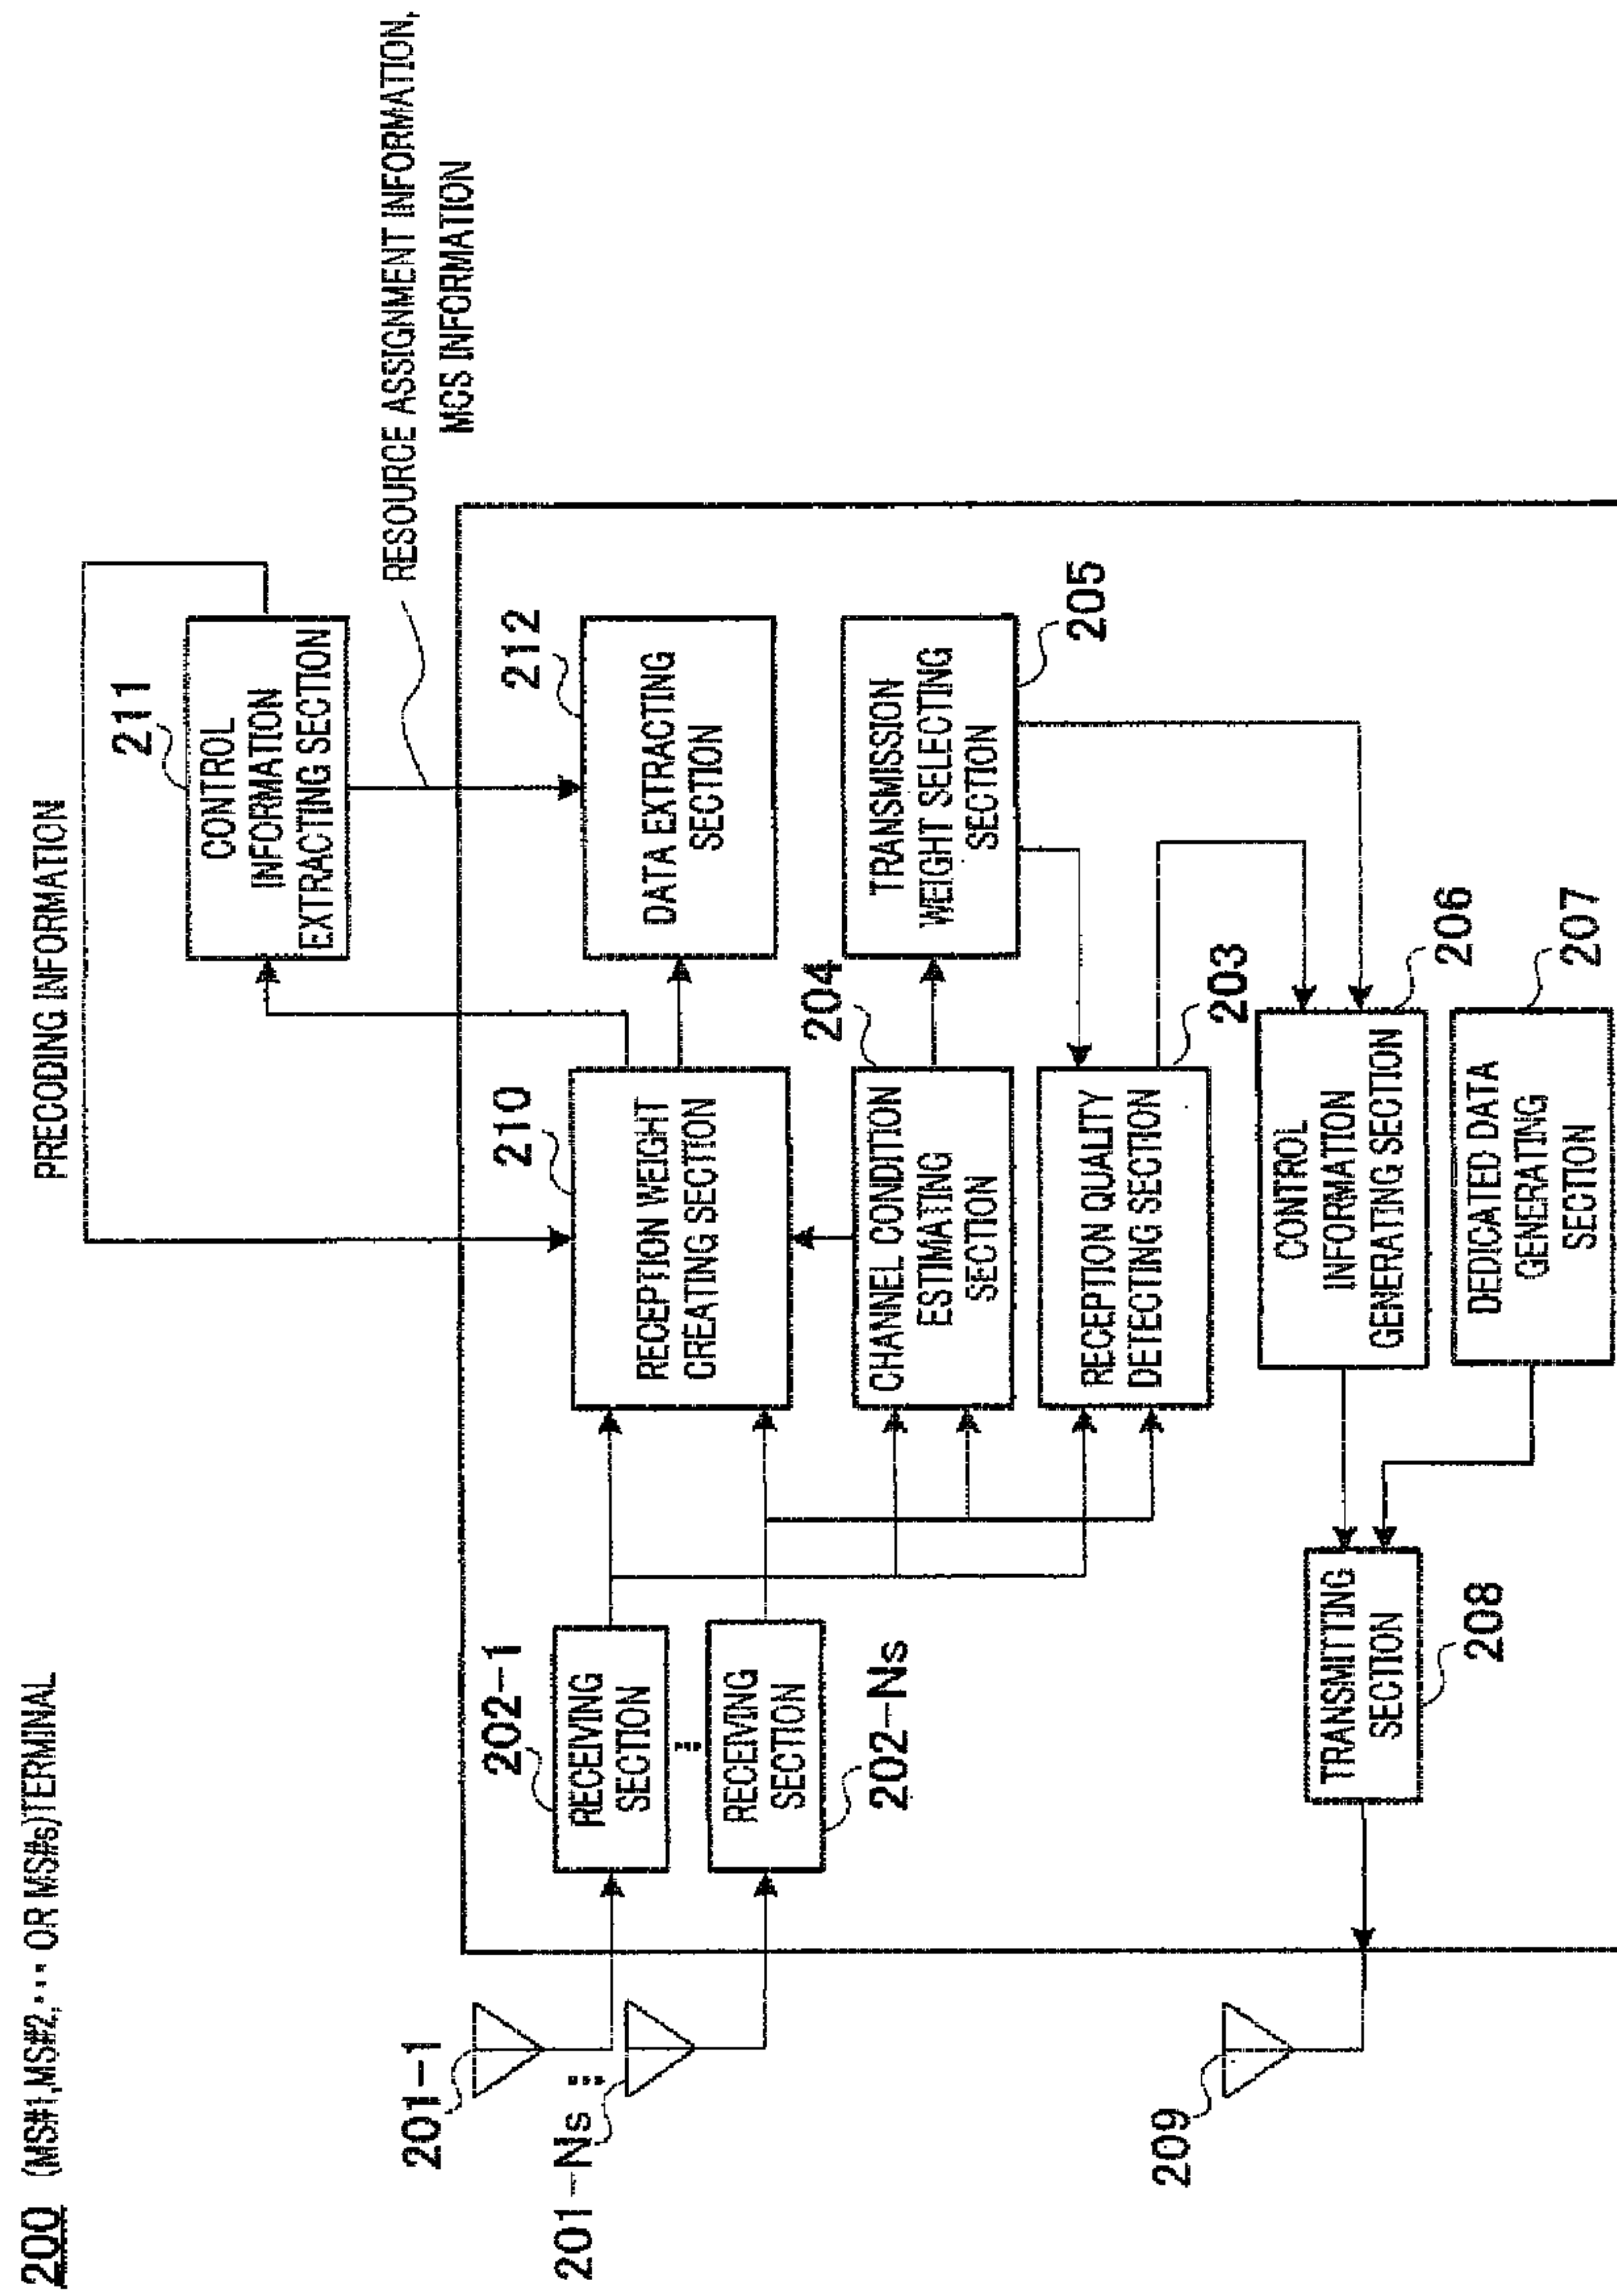 200 (MS#1,MS#2,··· OR MS#s)TERMINAL
PRECODING INFORMATION
211
CONTROL
INFORMATION
EXTRACTING SECTION
RESOURCE ASSIGNMENT INFORMATION,
MCS INFORMATION
201-1
201-Ns
202-1
RECEIVING
SECTION
RECEIVING
SECTION
202-Ns
210
RECEPTION WEIGHT
CREATING SECTION
212
DATA EXTRACTING
SECTION
204
CHANNEL CONDITION
ESTIMATING
SECTION
TRANSMISSION
WEIGHT SELECTING
SECTION
205
RECEPTION QUALITY
DETECTING SECTION
203
CONTROL
INFORMATION
GENERATING SECTION
206
DEDICATED DATA
GENERATING
SECTION
207
TRANSMITTING
SECTION
208
209